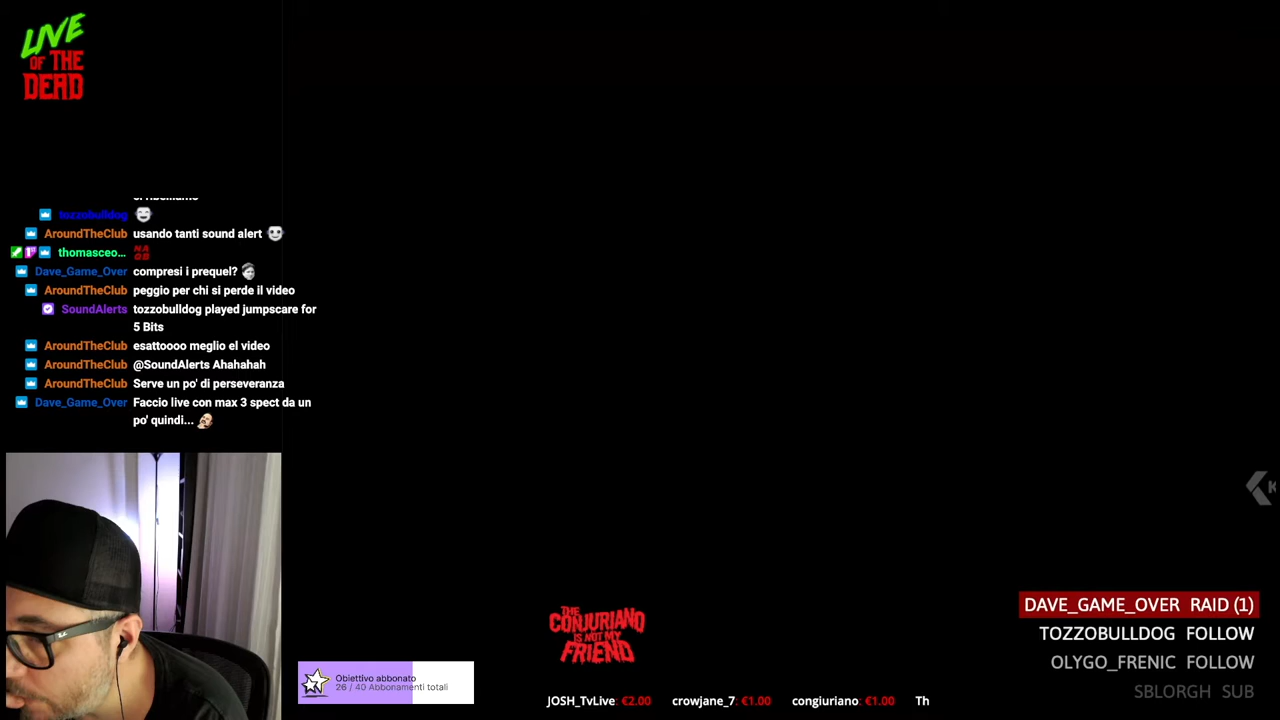 LIVE
OF THE
DEAD
tozzobulldog
AroundTheClub usando tanti sound alert
thomasceo...
Dave_Game_Over compresi i prequel?
AroundTheClub peggio per chi si perde il video
SoundAlerts tozzobulldog played jumpscare for
5 Bits
AroundTheClub esattoooo meglio el video
AroundTheClub @SoundAlerts Ahahahah
AroundTheClub Serve un po' di perseveranza
Dave_Game_Over Faccio live con max 3 spect da un
po' quindi...
THE
CONJURIANO
IS NOT MY
FRIEND
Obiettivo abbonato
26 / 40 Abbonamenti totali
DAVE_GAME_OVER RAID (1)
TOZZOBULLDOG FOLLOW
OLYGO_FRENIC FOLLOW
SBLORGH SUB
JOSH_TvLive: €2.00 crowjane_7: €1.00 congiuriano: €1.00 Th